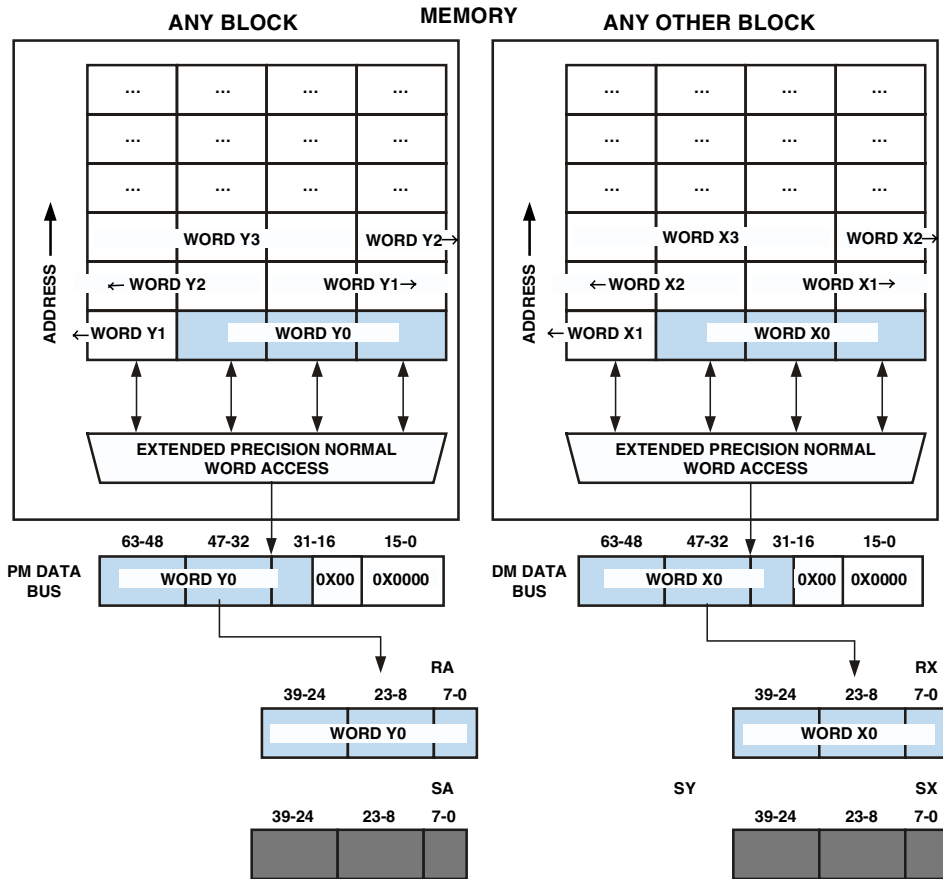 MEMORY
ANY BLOCK
ANY OTHER BLOCK
... ... ... ...
... ... ... ...
... ... ... ...
WORD Y3 WORD Y2→
←WORD Y2 WORD Y1→
←WORD Y1 WORD Y0
ADDRESS
EXTENDED PRECISION NORMAL
WORD ACCESS
... ... ... ...
... ... ... ...
... ... ... ...
WORD X3 WORD X2→
←WORD X2 WORD X1→
←WORD X1 WORD X0
ADDRESS
EXTENDED PRECISION NORMAL
WORD ACCESS
63-48 47-32 31-16 15-0
PM DATA
BUS
WORD Y0 0X00 0X0000
63-48 47-32 31-16 15-0
DM DATA
BUS
WORD X0 0X00 0X0000
RA
39-24 23-8 7-0
WORD Y0
RX
39-24 23-8 7-0
WORD X0
SA
39-24 23-8 7-0
SY
SX
39-24 23-8 7-0